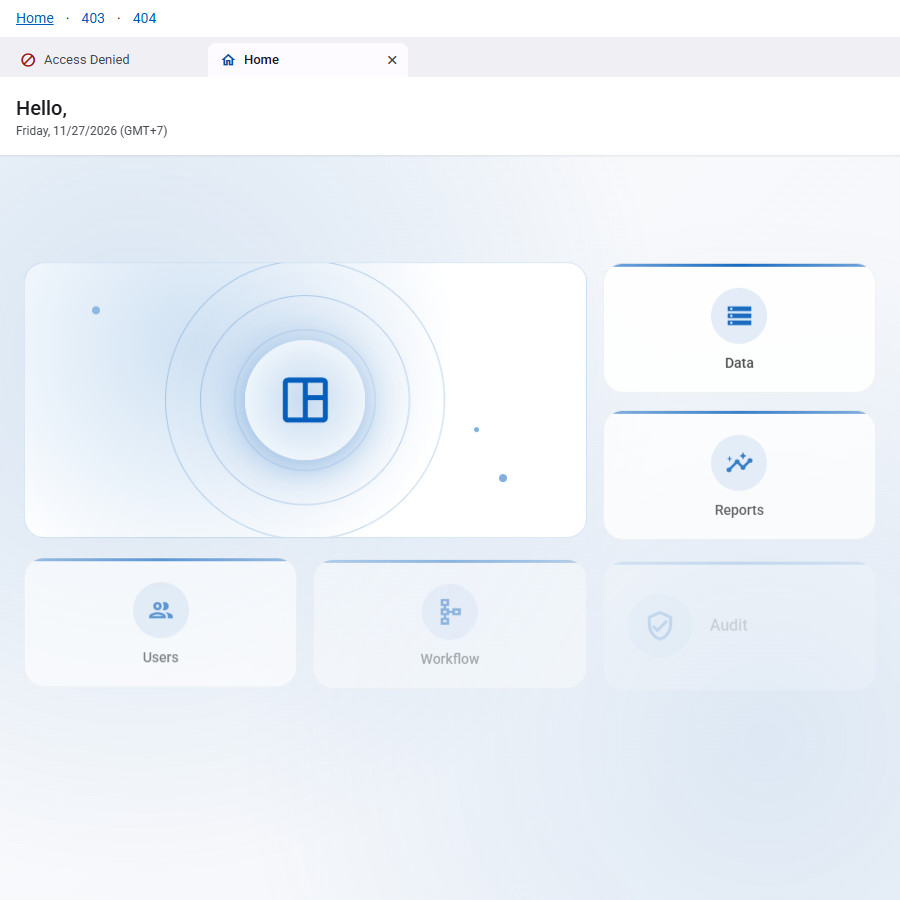 Home · 403 · 404
Access Denied Home
Hello,
Friday, 11/27/2026 (GMT+7)
Data
Reports
Users
Workflow
Audit